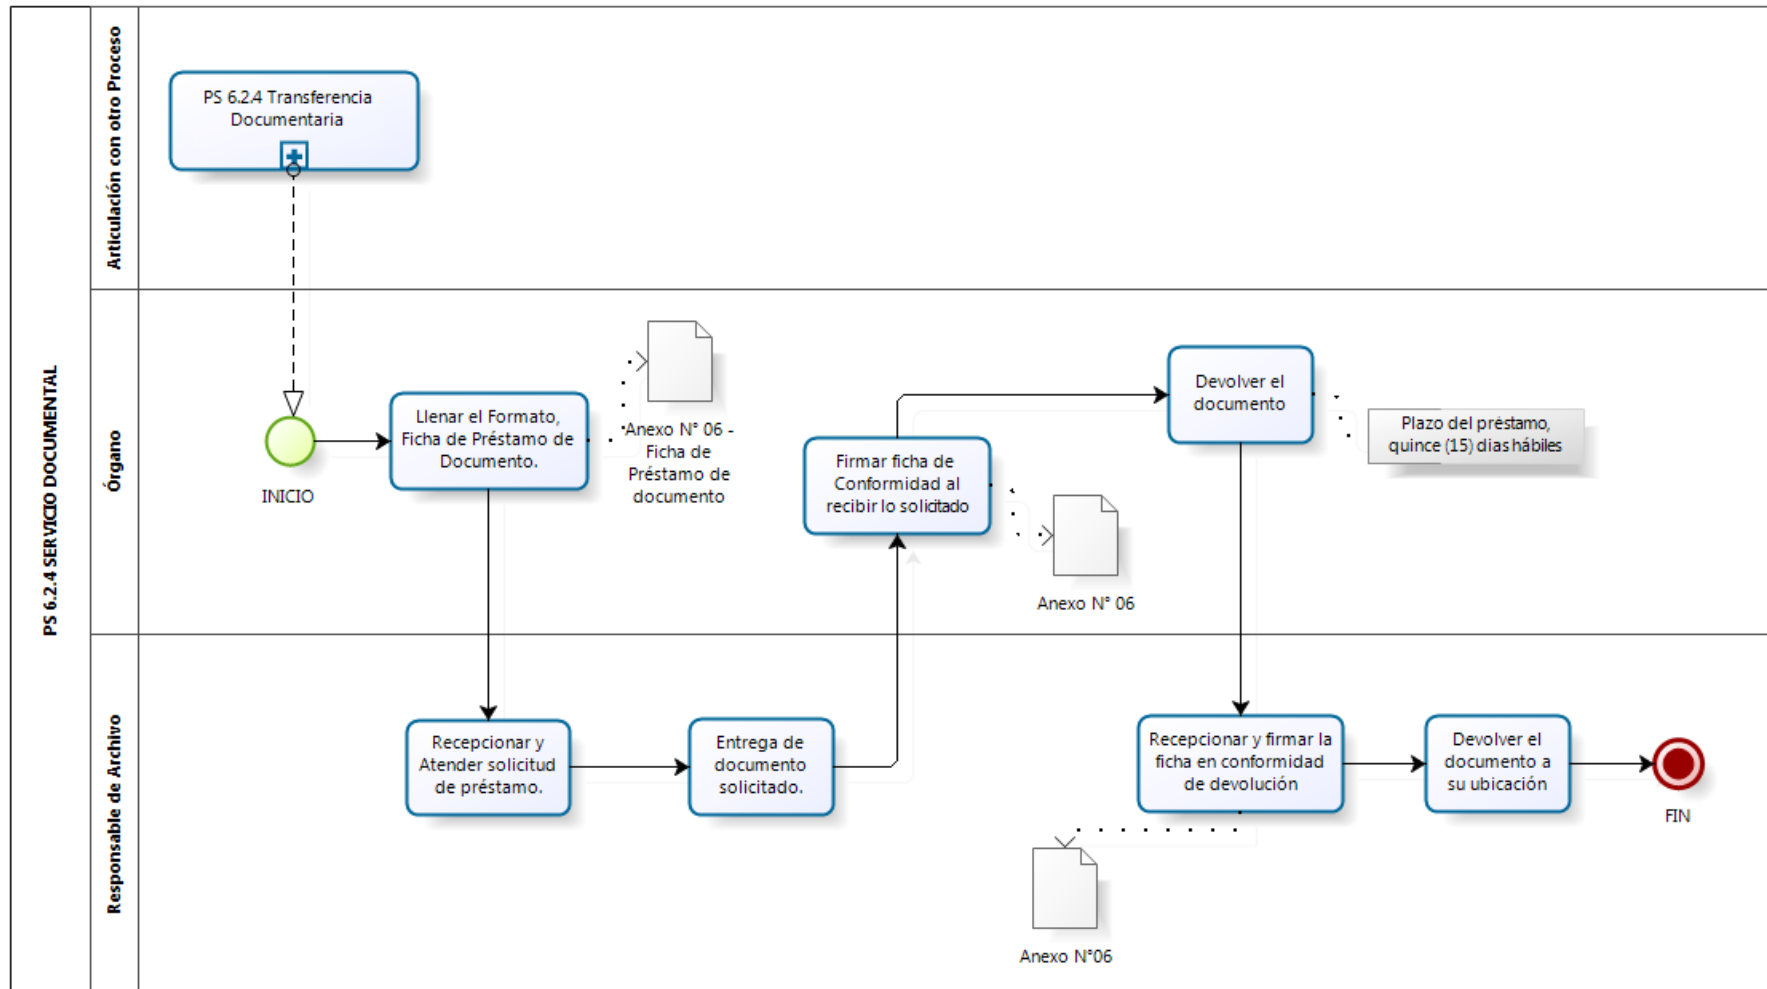 PS 6.2.4 SERVICIO DOCUMENTAL
Articulación con otro Proceso
PS 6.2.4 Transferencia
Documentaria
Órgano
INICIO
Llenar el Formato,
Ficha de Préstamo de
Documento.
Anexo N° 06 -
Ficha de
Préstamo de
documento
Firmar ficha de
Conformidad al
recibir lo solicitado
Anexo N° 06
Devolver el
documento
Plazo del préstamo,
quince (15) dias hábiles
Responsable de Archivo
Recepcionar y
Atender solicitud
de préstamo.
Entrega de
documento
solicitado.
Recepcionar y firmar la
ficha en conformidad
de devolución
Anexo N°06
Devolver el
documento a
su ubicación
FIN